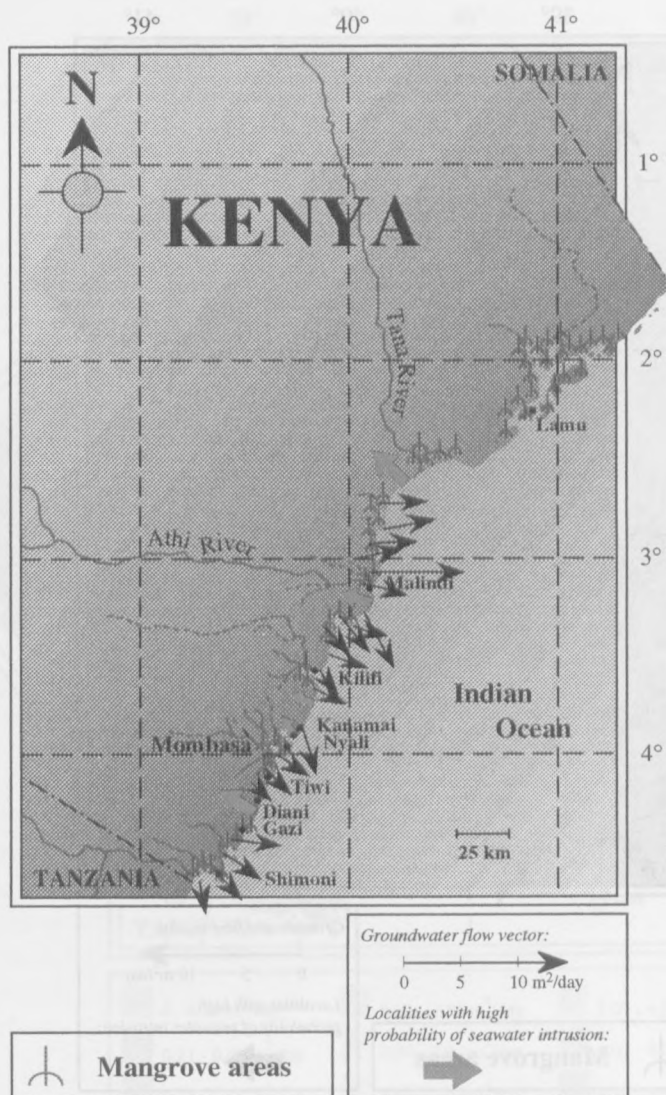 39° 40° 41°
SOMALIA
N
1°
KENYA
Tana River
2°
Lamu
Athi River
3°
Malindi
Kilifi
Indian
Ocean
Kanamai
Mombasa
Nyali
4°
Tiwi
Diani
Gazi
25 km
TANZANIA
Shimoni
Groundwater flow vector:
0 5 10 m²/day
Localities with high
probability of seawater intrusion:
Mangrove areas